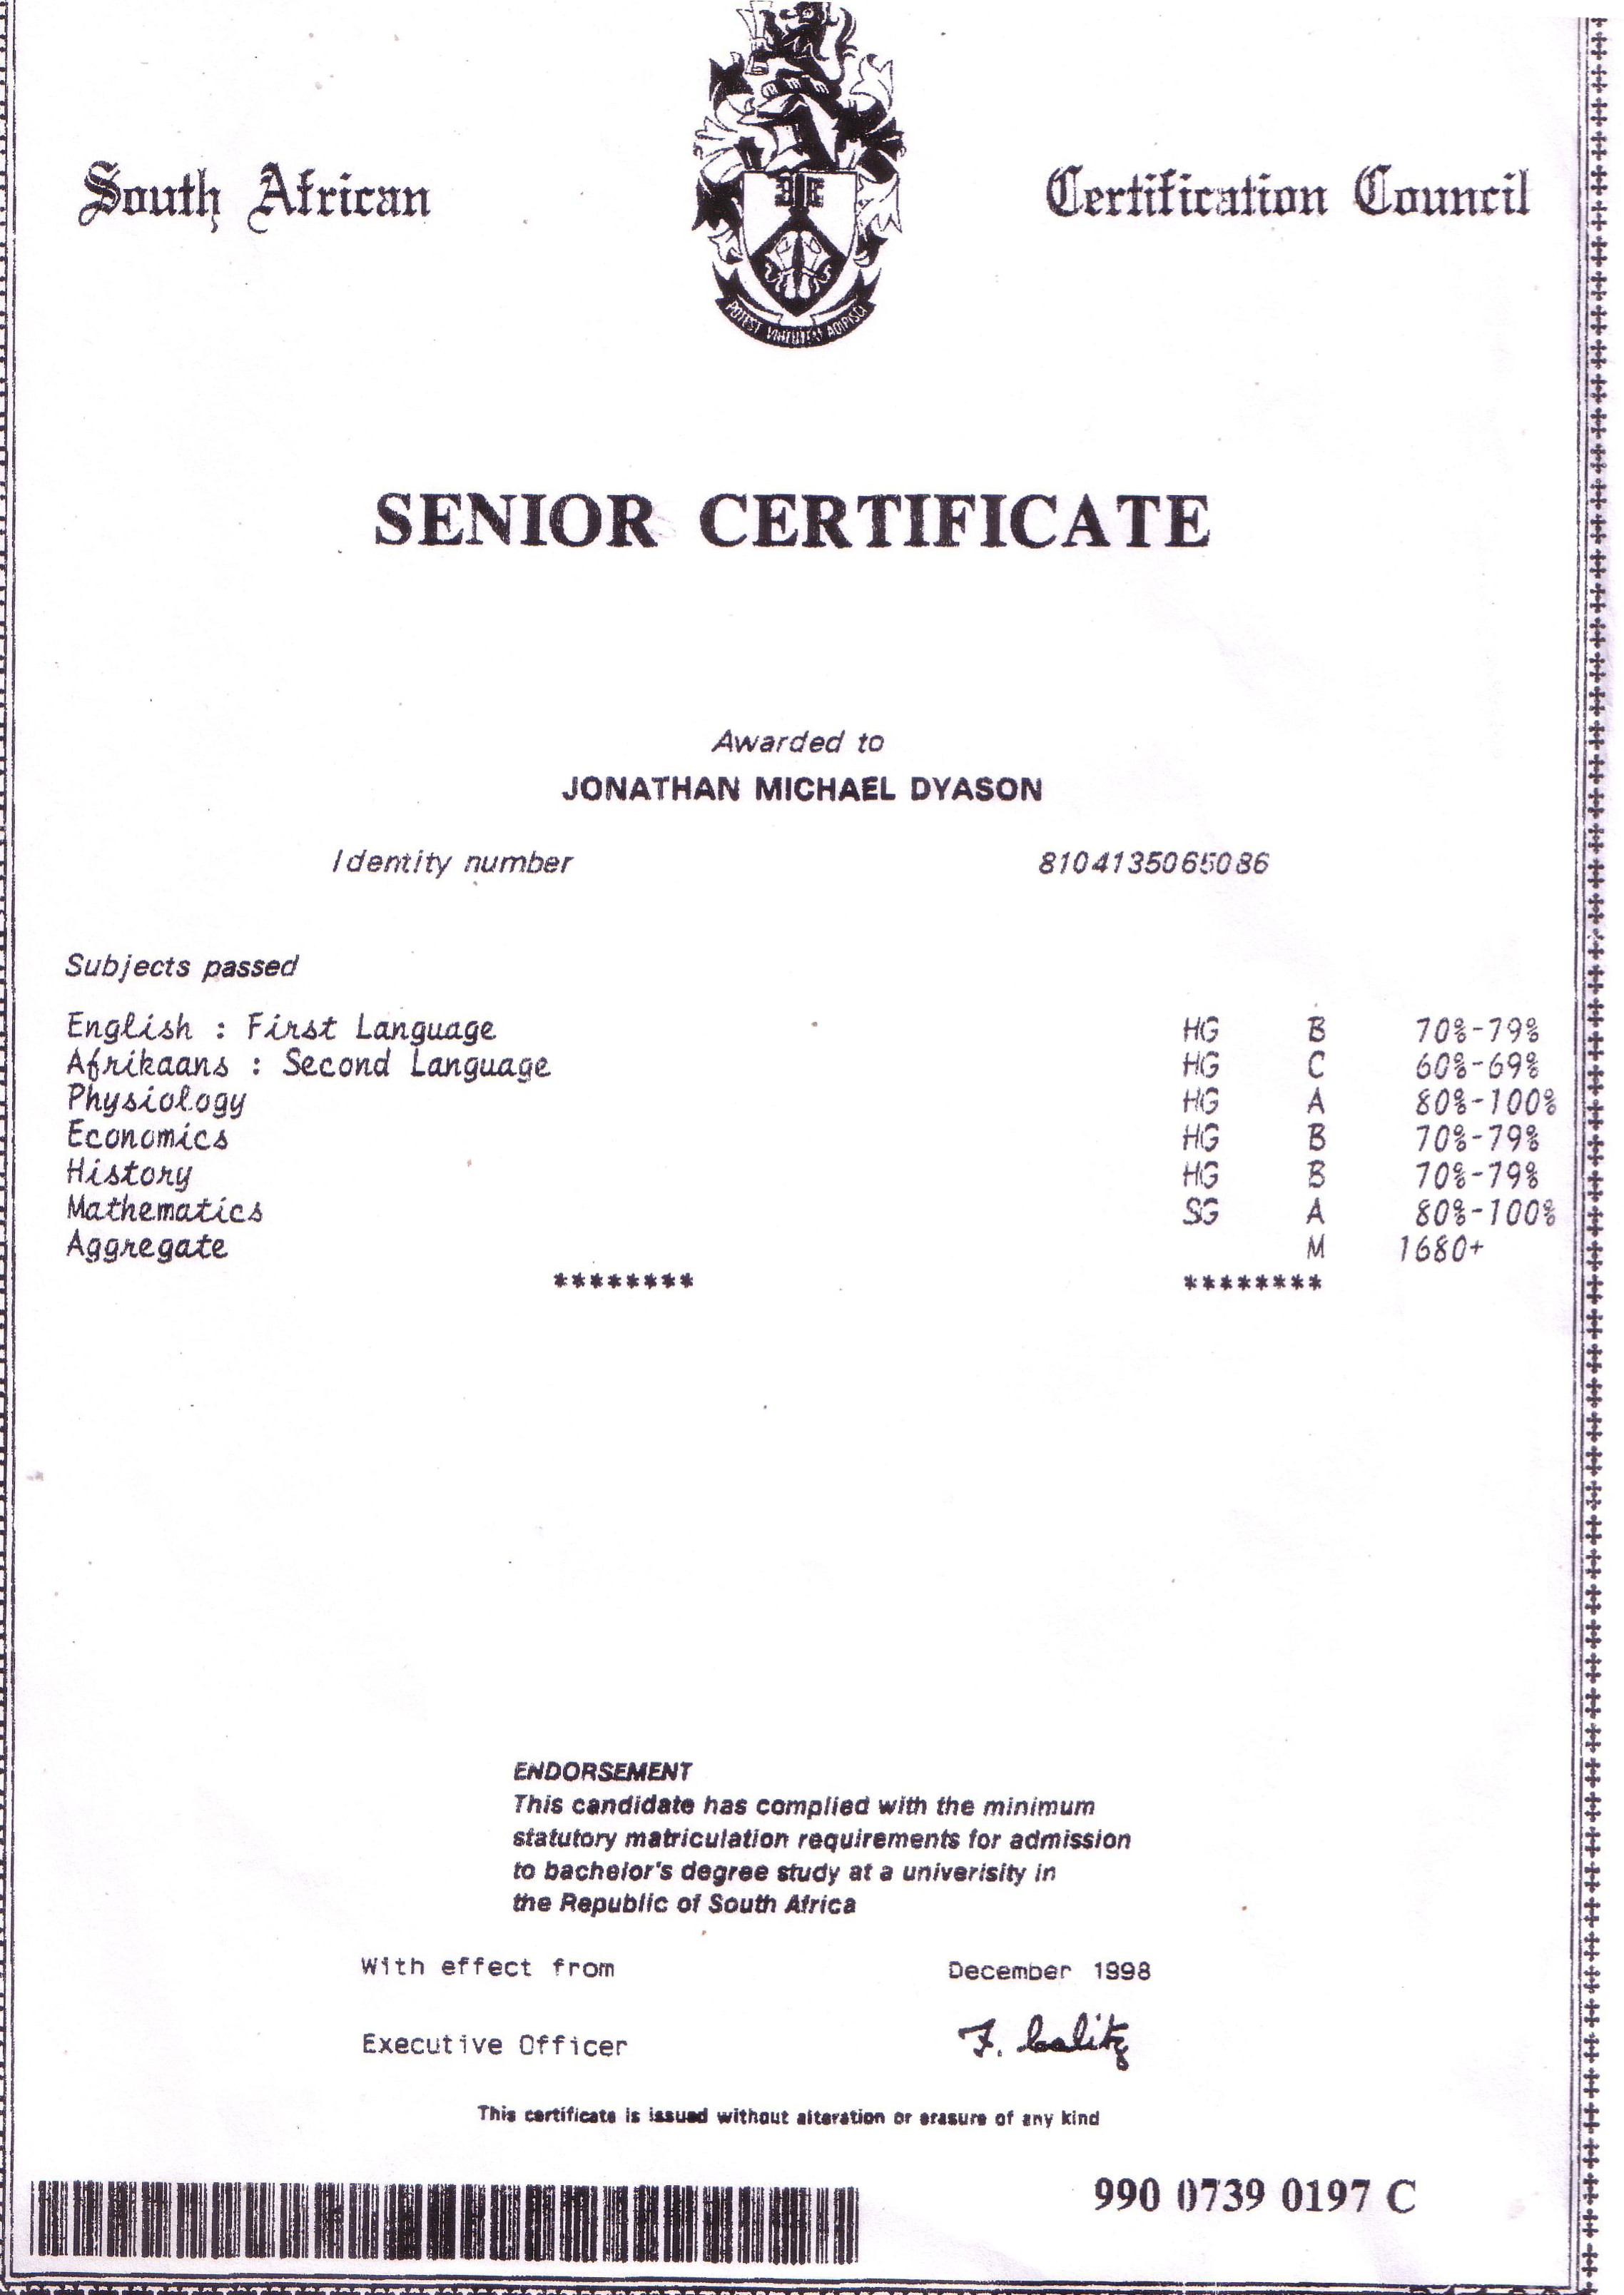 South African Certification Council
POTEST VIRTUTEM ADIPISCI
SENIOR CERTIFICATE
Awarded to
JONATHAN MICHAEL DYASON
Identity number 8104135065086
Subjects passed
English : First Language HG B 70%-79%
Afrikaans : Second Language HG C 60%-69%
Physiology HG A 80%-100%
Economics HG B 70%-79%
History HG B 70%-79%
Mathematics SG A 80%-100%
Aggregate M 1680+
******** ********
ENDORSEMENT
This candidate has complied with the minimum
statutory matriculation requirements for admission
to bachelor's degree study at a univerisity in
the Republic of South Africa
With effect from December 1998
Executive Officer F. Calitz
This certificate is issued without alteration or erasure of any kind
990 0739 0197 C